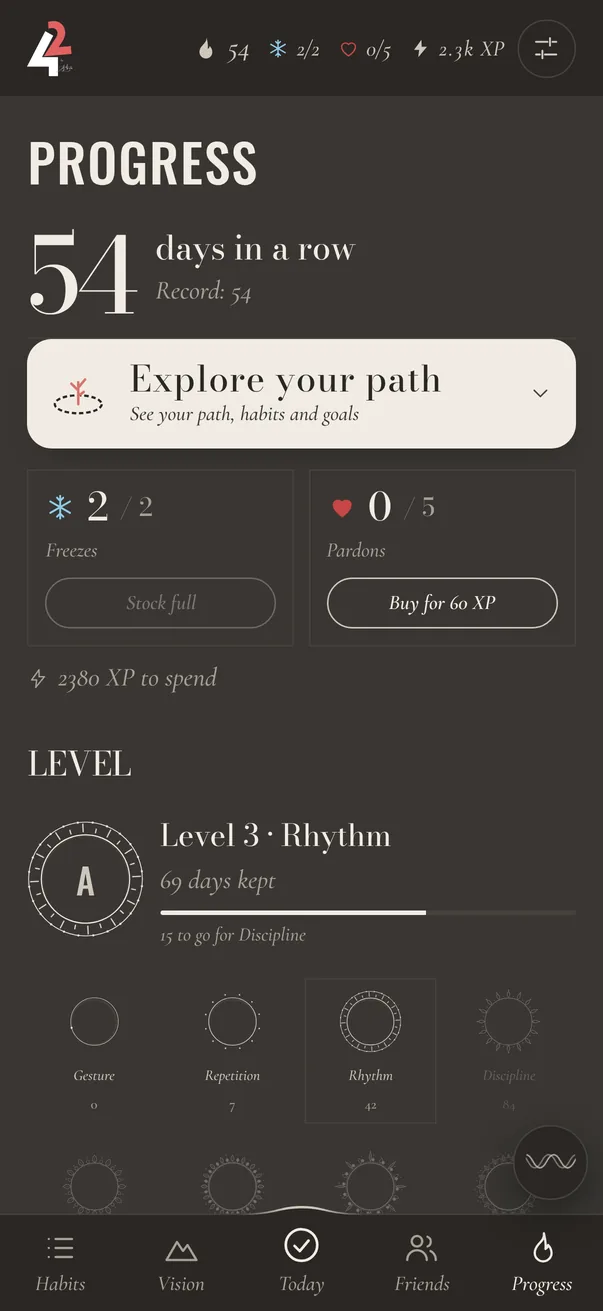 42
54 2/2 0/5 2.3k XP
PROGRESS
54 days in a row
Record: 54
Explore your path
See your path, habits and goals
2 / 2
Freezes
Stock full
0 / 5
Pardons
Buy for 60 XP
2380 XP to spend
LEVEL
A
Level 3 · Rhythm
69 days kept
15 to go for Discipline
Gesture
0
Repetition
7
Rhythm
42
Discipline
84
Habits
Vision
Today
Friends
Progress